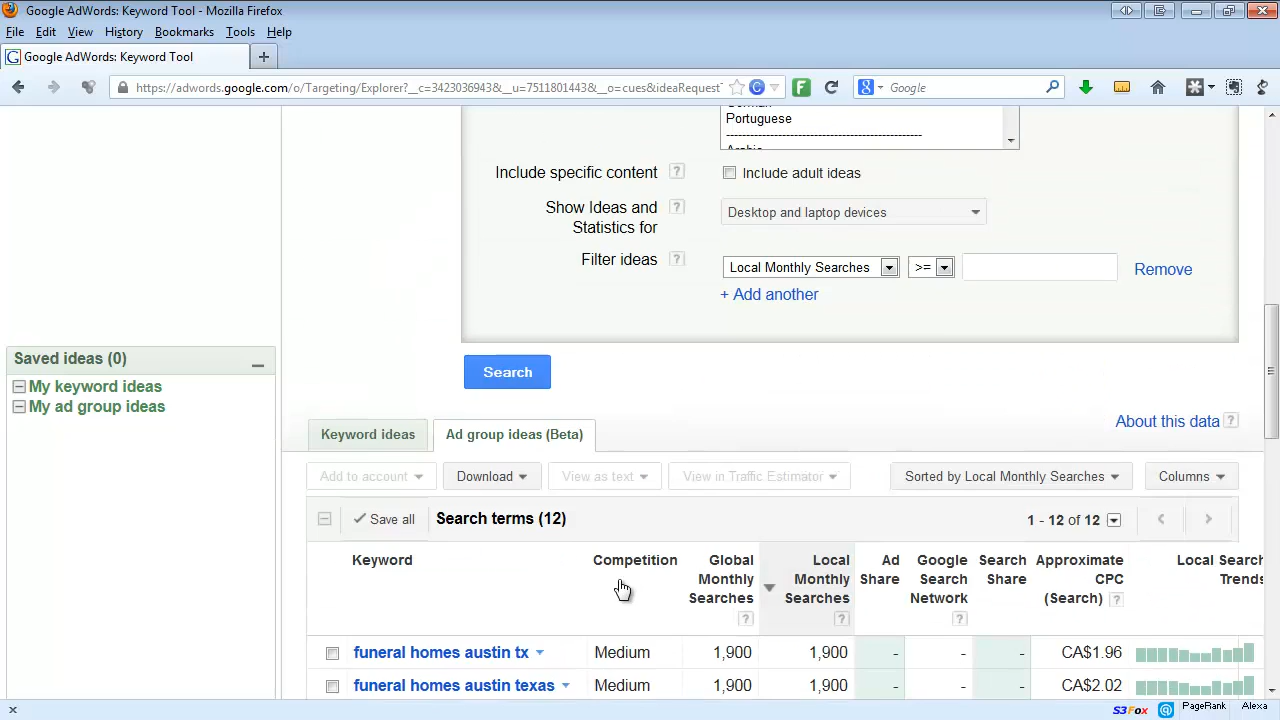 Google AdWords: Keyword Tool - Mozilla Firefox
File Edit View History Bookmarks Tools Help
Google AdWords: Keyword Tool
https://adwords.google.com/o/Targeting/Explorer?__c=3423036943&__u=7511801443&__o=cues&ideaRequestT
Google
German
Portuguese
Arabic
Include specific content ? Include adult ideas
Show Ideas and Statistics for ? Desktop and laptop devices
Filter ideas ? Local Monthly Searches >= Remove
+ Add another
Search
Saved ideas (0)
My keyword ideas
My ad group ideas
About this data ?
Keyword ideas Ad group ideas (Beta)
Add to account Download View as text View in Traffic Estimator Sorted by Local Monthly Searches Columns
Save all Search terms (12) 1 - 12 of 12
Keyword Competition Global Monthly Searches ? Local Monthly Searches ? Ad Share Google Search Network ? Search Share Approximate CPC (Search) ? Local Search Trends
funeral homes austin tx Medium 1,900 1,900 - - - CA$1.96
funeral homes austin texas Medium 1,900 1,900 - - - CA$2.02
S3Fox PageRank Alexa